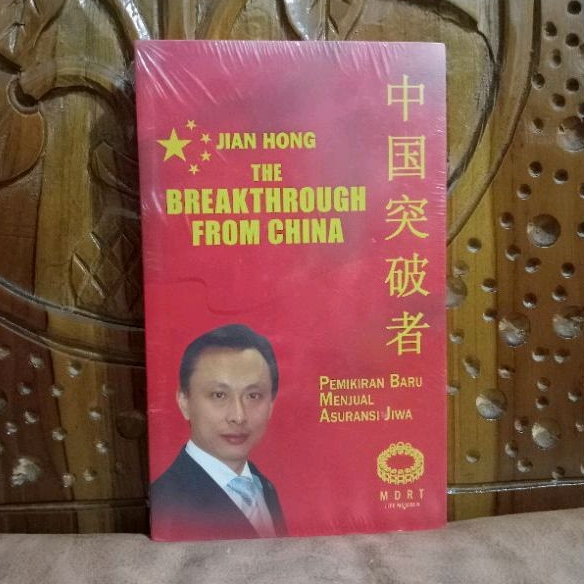 JIAN HONG
THE
BREAKTHROUGH
FROM CHINA
中国突破者
PEMIKIRAN BARU
MENJUAL
ASURANSI JIWA
MDRT